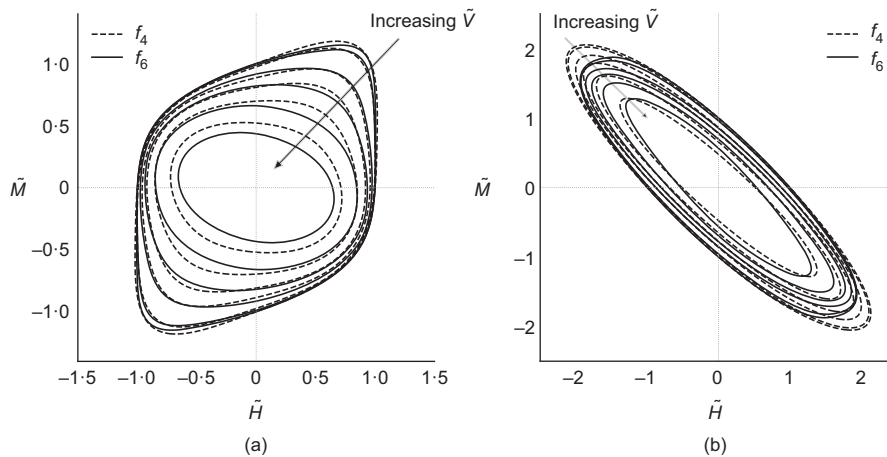 Increasing Ṽ
f4
f6
1·0
0·5
M̃
0
–0·5
–1·0
–1·5
–1·0
–0·5
0
0·5
1·0
1·5
H̃
(a)
Increasing Ṽ
f4
f6
2
1
M̃
0
–1
–2
–2
–1
0
1
2
H̃
(b)